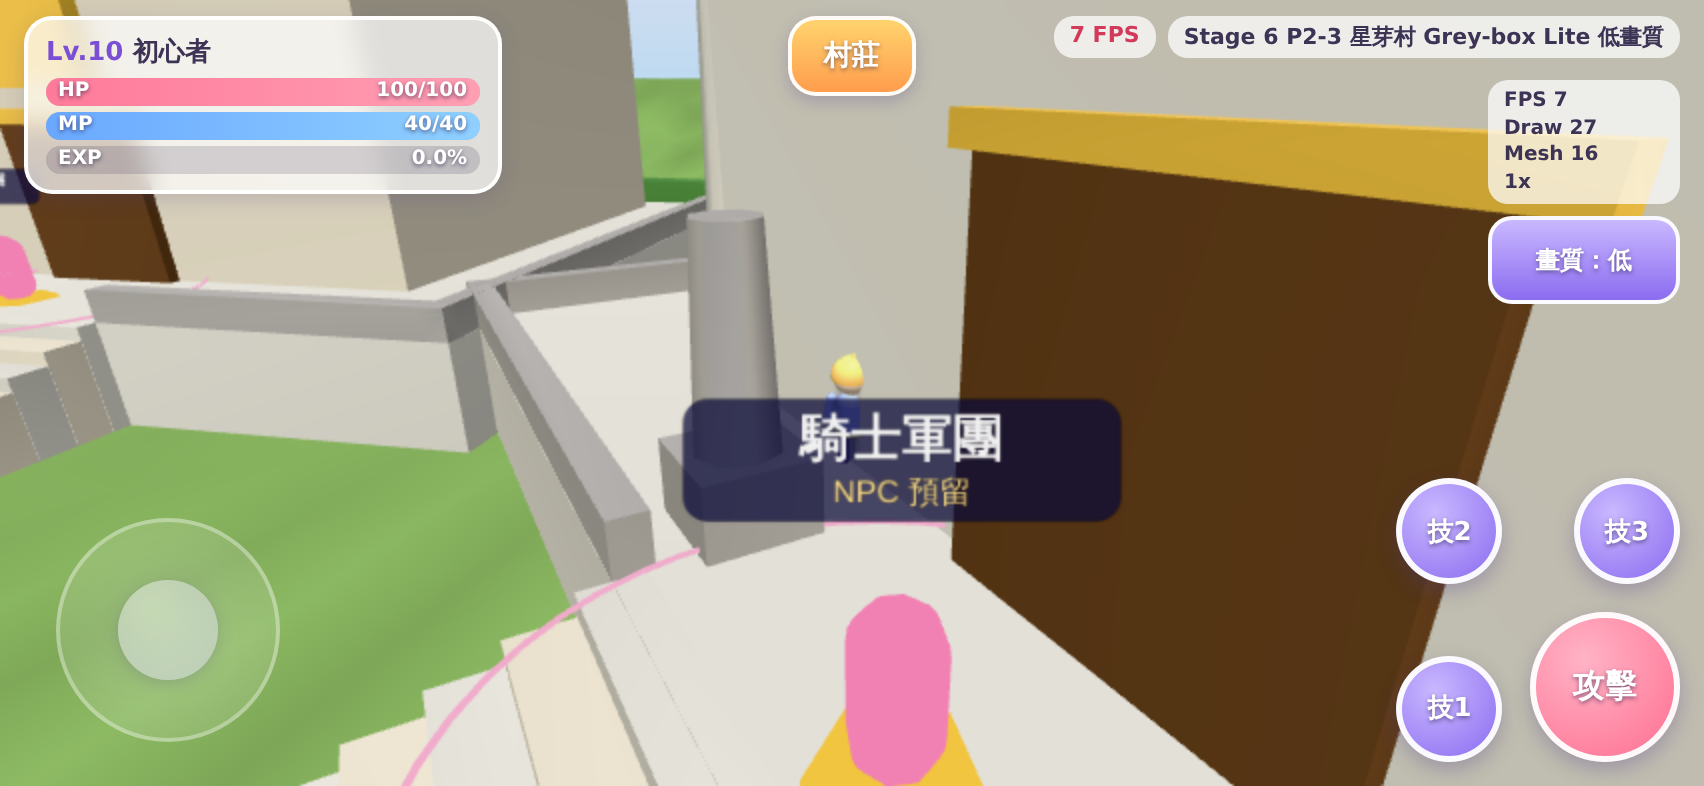 Lv.10 初心者
HP 100/100
MP 40/40
EXP 0.0%
村莊
7 FPS
Stage 6 P2-3 星芽村 Grey-box Lite 低畫質
FPS 7
Draw 27
Mesh 16
1x
畫質：低
騎士軍團
NPC 預留
技2
技3
技1
攻擊